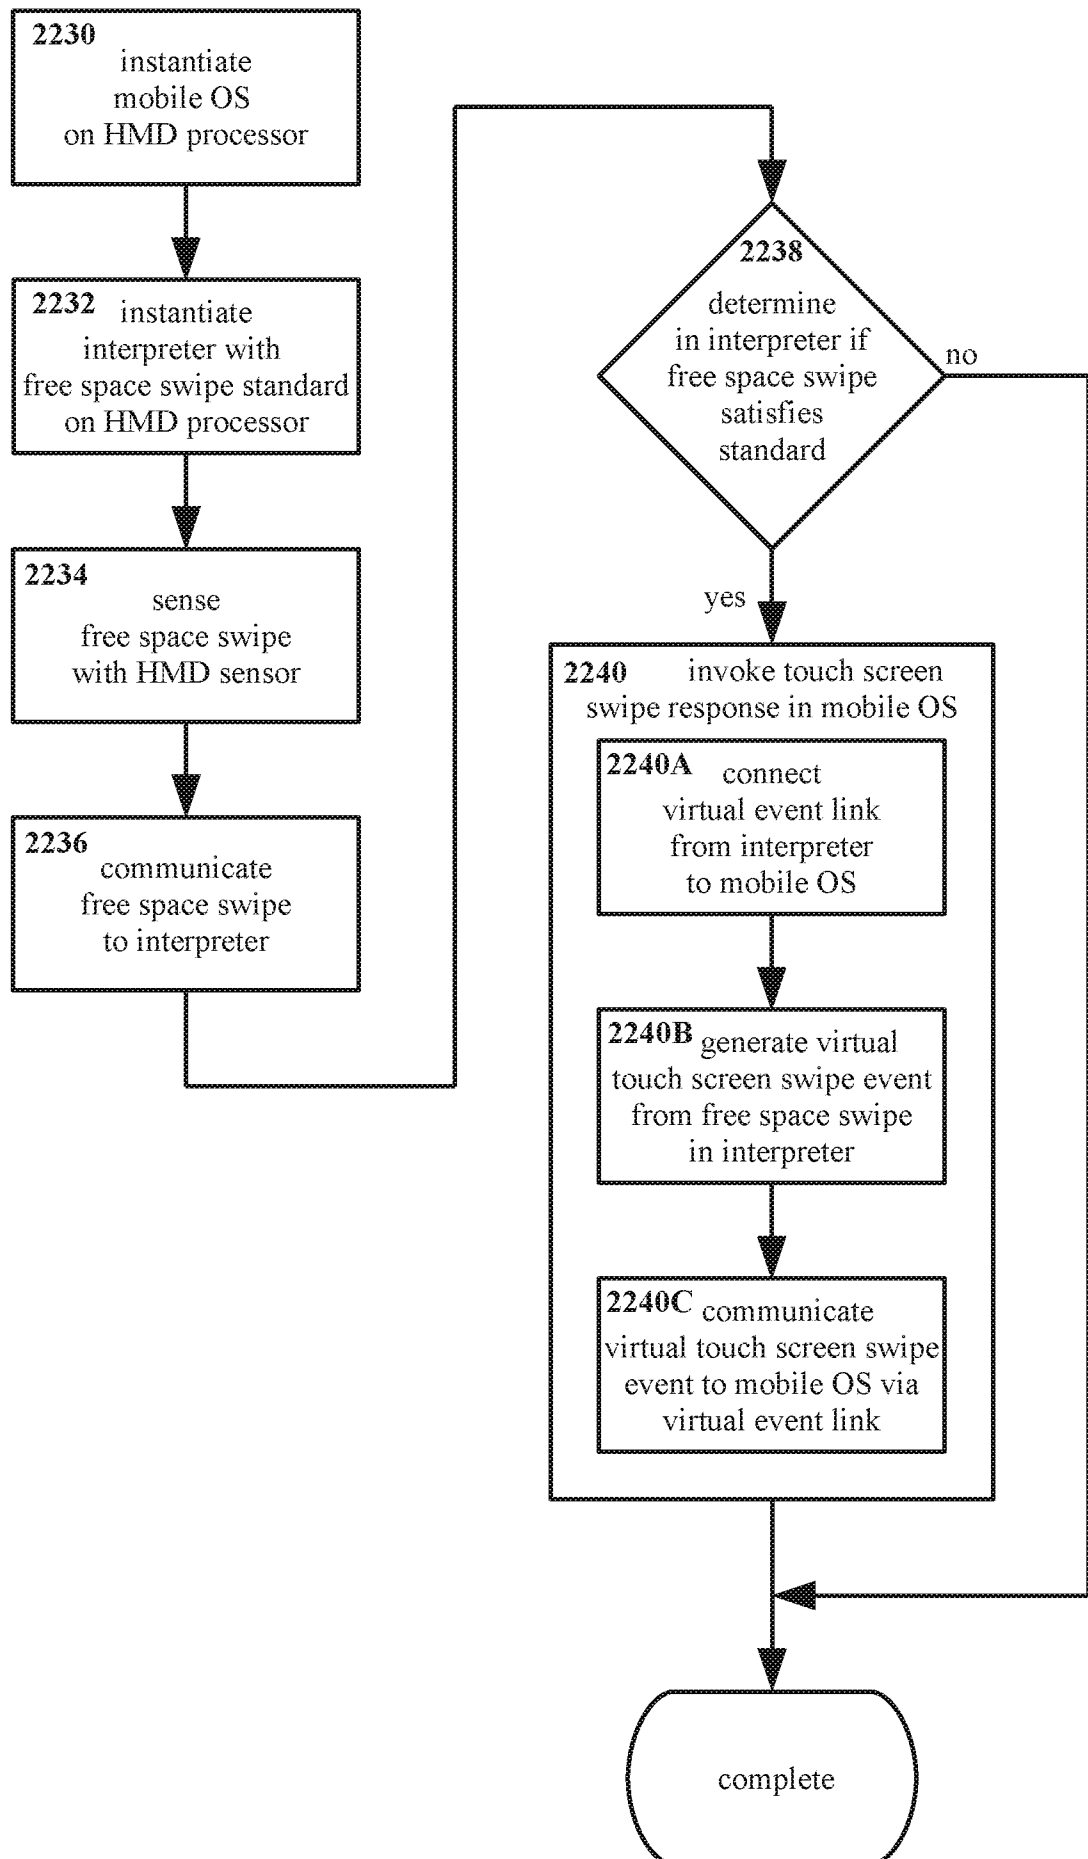 2230
instantiate
mobile OS
on HMD processor
2232 instantiate
interpreter with
free space swipe standard
on HMD processor
2234
sense
free space swipe
with HMD sensor
2236
communicate
free space swipe
to interpreter
2238
determine
in interpreter if
free space swipe
satisfies
standard
no
yes
2240 invoke touch screen
swipe response in mobile OS
2240A connect
virtual event link
from interpreter
to mobile OS
2240B generate virtual
touch screen swipe event
from free space swipe
in interpreter
2240C communicate
virtual touch screen swipe
event to mobile OS via
virtual event link
complete